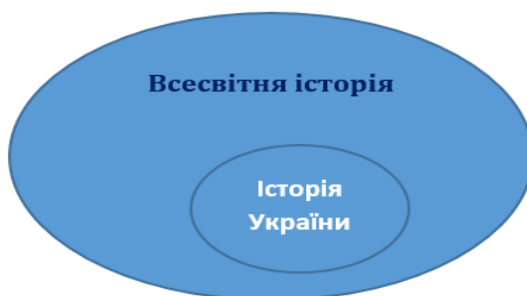 Всесвітня історія
Історія
України